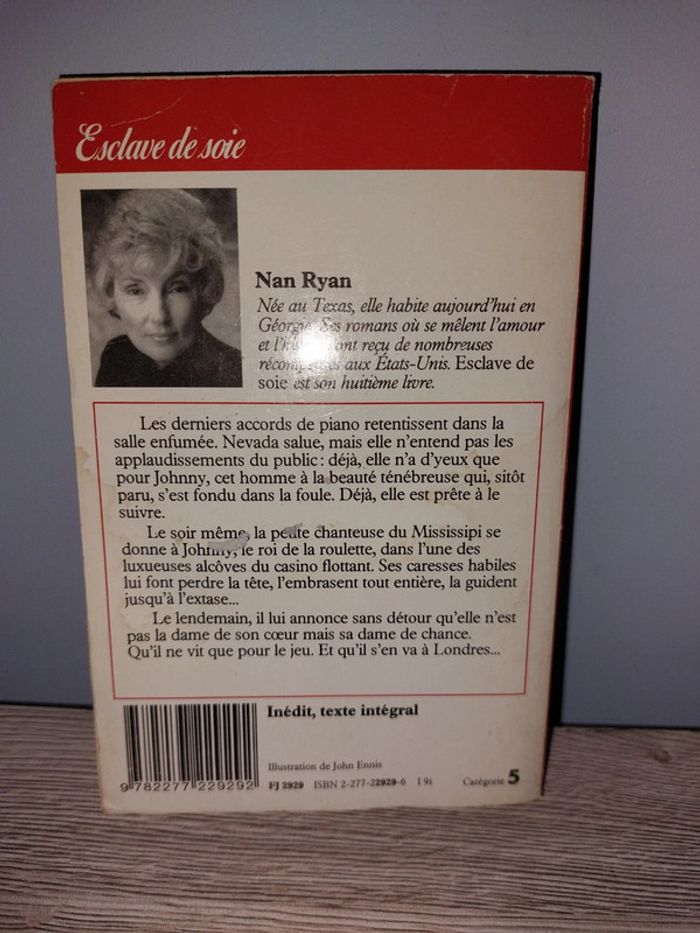 Esclave de soie
Nan Ryan
Née au Texas, elle habite aujourd'hui en
Géorgie. Ses romans où se mêlent l'amour
et ont reçu de nombreuses
aux États-Unis. Esclave de
soie est son huitième livre.
Les derniers accords de piano retentissent dans la
salle enfumée. Nevada salue, mais elle n'entend pas les
applaudissements du public : déjà, elle n'a d'yeux que
pour Johnny, cet homme à la beauté ténébreuse qui, sitôt
paru, s'est fondu dans la foule. Déjà, elle est prête à le
suivre.
Le soir même, la petite chanteuse du Mississipi se
donne à Johnny, le roi de la roulette, dans l'une des
luxueuses alcôves du casino flottant. Ses caresses habiles
lui font perdre la tête, l'embrasent tout entière, la guident
jusqu'à l'extase...
Le lendemain, il lui annonce sans détour qu'elle n'est
pas la dame de son cœur mais sa dame de chance.
Qu'il ne vit que pour le jeu. Et qu'il s'en va à Londres...
Inédit, texte intégral
Illustration de John Ennis
9 782277 229292 FJ 2929 ISBN 2-277-22929-6 I 91 Catégorie 5